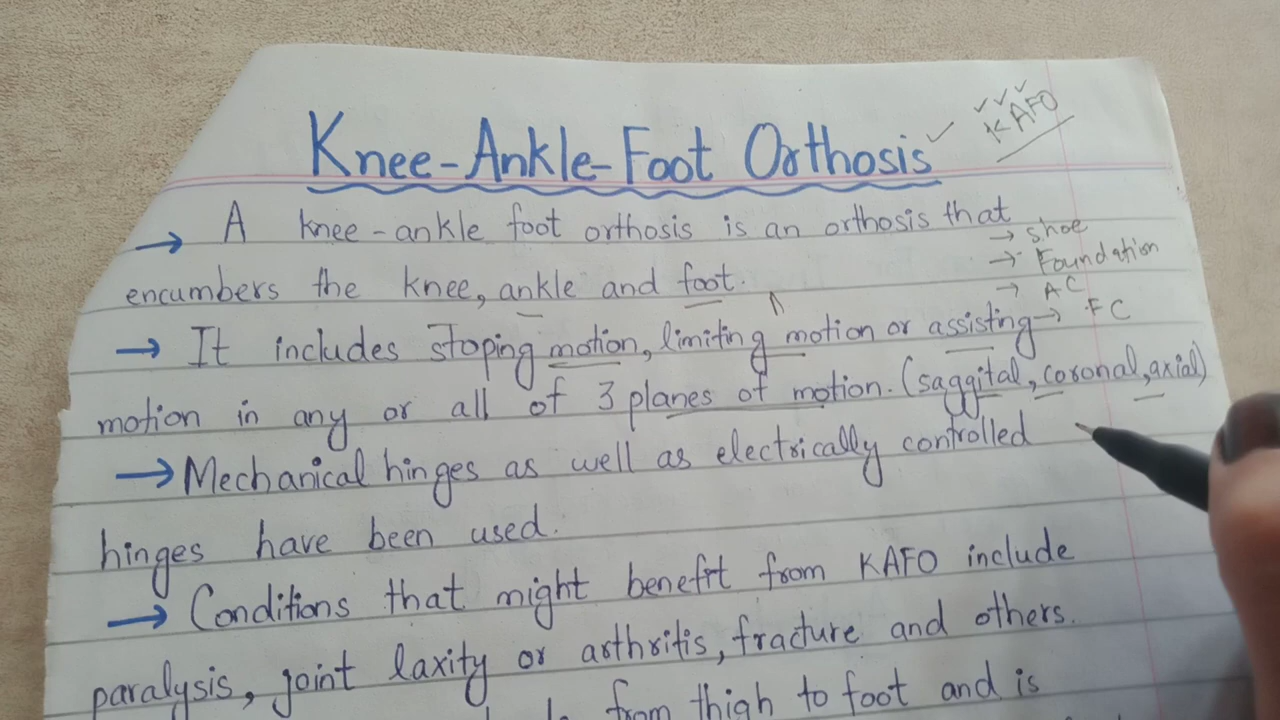 Knee-Ankle-Foot Orthosis
KAFO
→ A knee-ankle foot orthosis is an orthosis that
→ shoe
→ Foundation
encumbers the knee, ankle and foot.
→ AC
→ It includes stoping motion, limiting motion or assisting
→ FC
motion in any or all of 3 planes of motion. (saggital, coronal, axial)
→ Mechanical hinges as well as electrically controlled
hinges have been used.
→ Conditions that might benefit from KAFO include
paralysis, joint laxity or arthritis, fracture and others.
from thigh to foot and is